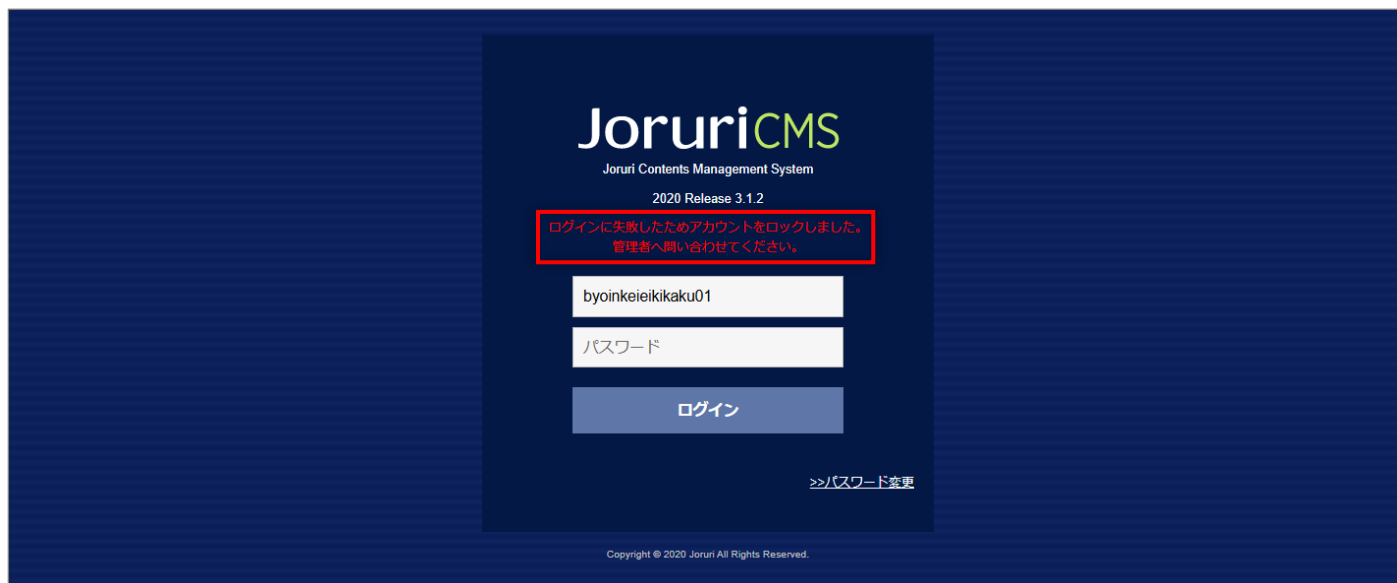 JoruriCMS
Joruri Contents Management System
2020 Release 3.1.2
ログインに失敗したためアカウントをロックしました。
管理者へ問い合わせてください。
byoinkeieikikaku01
パスワード
ログイン
>>パスワード変更
Copyright © 2020 Joruri All Rights Reserved.